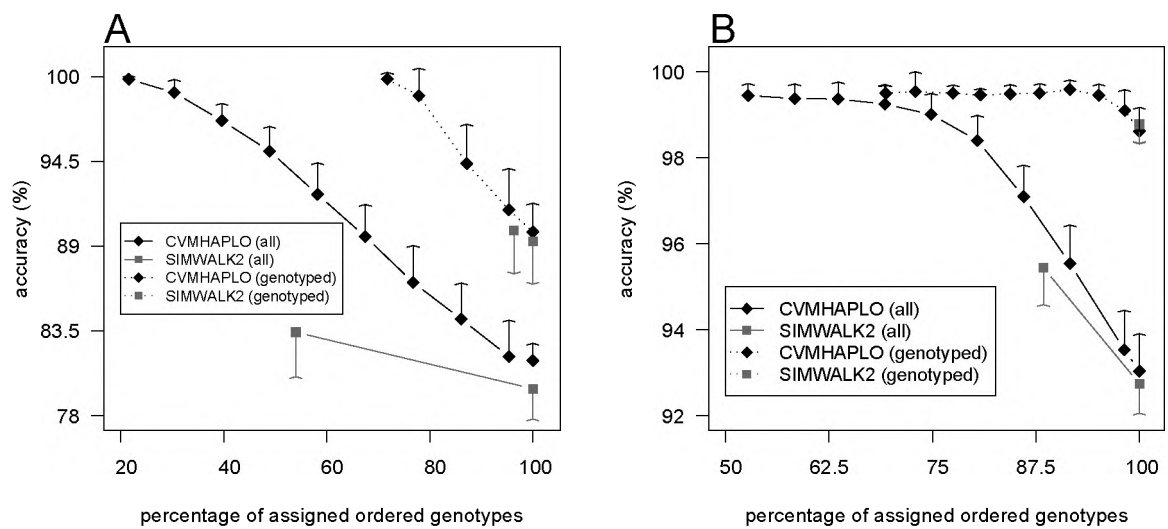 A
100
94.5
89
83.5
78
accuracy (%)
CVMHAPLO (all)
SIMWALK2 (all)
CVMHAPLO (genotyped)
SIMWALK2 (genotyped)
20 40 60 80 100
percentage of assigned ordered genotypes
B
100
98
96
94
92
accuracy (%)
CVMHAPLO (all)
SIMWALK2 (all)
CVMHAPLO (genotyped)
SIMWALK2 (genotyped)
50 62.5 75 87.5 100
percentage of assigned ordered genotypes